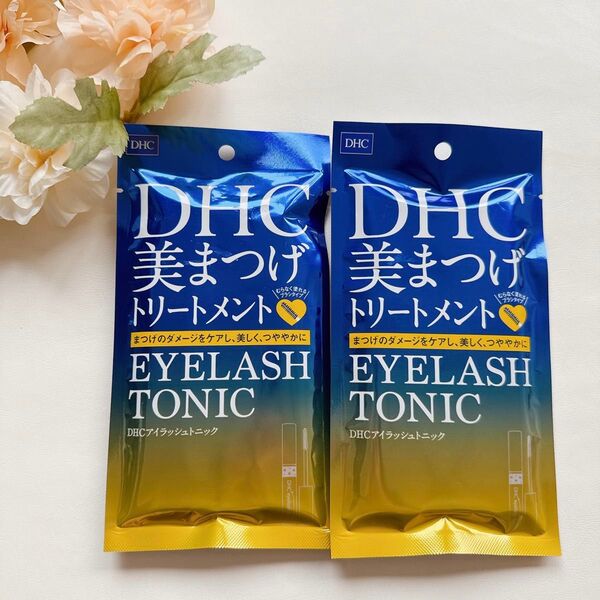 DHC
DHC
美まつげ
トリートメント
むらなく塗れる
ブラシタイプ
まつげのダメージをケアし、美しく、つややかに
EYELASH
TONIC
DHCアイラッシュトニック
DHC
DHC
DHC
美まつげ
トリートメント
むらなく塗れる
ブラシタイプ
まつげのダメージをケアし、美しく、つややかに
EYELASH
TONIC
DHCアイラッシュトニック
DHC